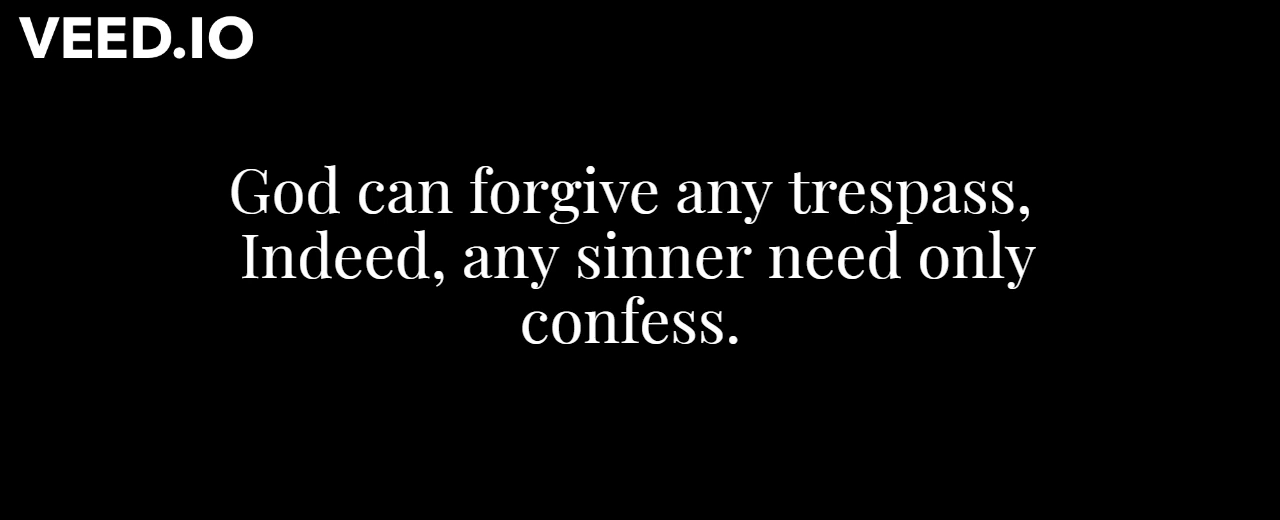 VEED.IO
God can forgive any trespass,
Indeed, any sinner need only
confess.